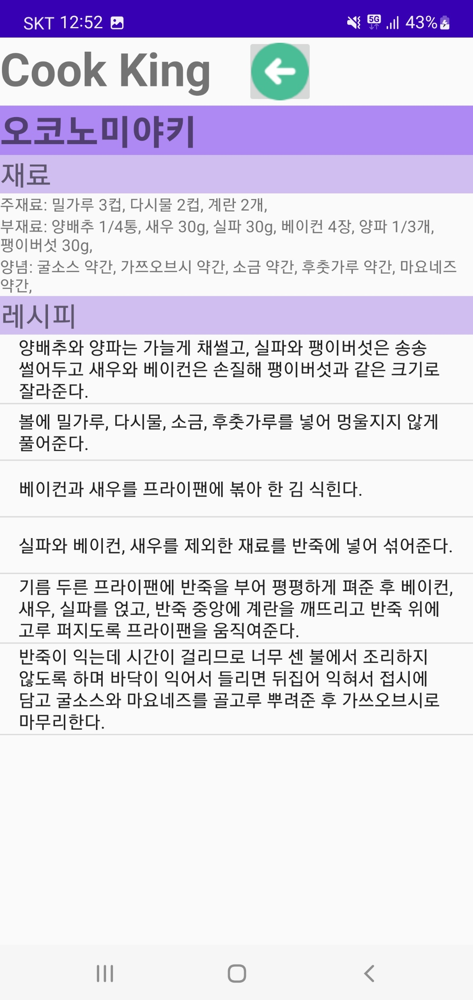 SKT 12:52 5G 43%
Cook King
오코노미야키
재료
주재료: 밀가루 3컵, 다시물 2컵, 계란 2개,
부재료: 양배추 1/4통, 새우 30g, 실파 30g, 베이컨 4장, 양파 1/3개,
팽이버섯 30g,
양념: 굴소스 약간, 가쯔오브시 약간, 소금 약간, 후춧가루 약간, 마요네즈
약간,
레시피
양배추와 양파는 가늘게 채썰고, 실파와 팽이버섯은 송송
썰어두고 새우와 베이컨은 손질해 팽이버섯과 같은 크기로
잘라준다.
볼에 밀가루, 다시물, 소금, 후춧가루를 넣어 멍울지지 않게
풀어준다.
베이컨과 새우를 프라이팬에 볶아 한 김 식힌다.
실파와 베이컨, 새우를 제외한 재료를 반죽에 넣어 섞어준다.
기름 두른 프라이팬에 반죽을 부어 평평하게 펴준 후 베이컨,
새우, 실파를 얹고, 반죽 중앙에 계란을 깨뜨리고 반죽 위에
고루 퍼지도록 프라이팬을 움직여준다.
반죽이 익는데 시간이 걸리므로 너무 센 불에서 조리하지
않도록 하며 바닥이 익어서 들리면 뒤집어 익혀서 접시에
담고 굴소스와 마요네즈를 골고루 뿌려준 후 가쓰오브시로
마무리한다.